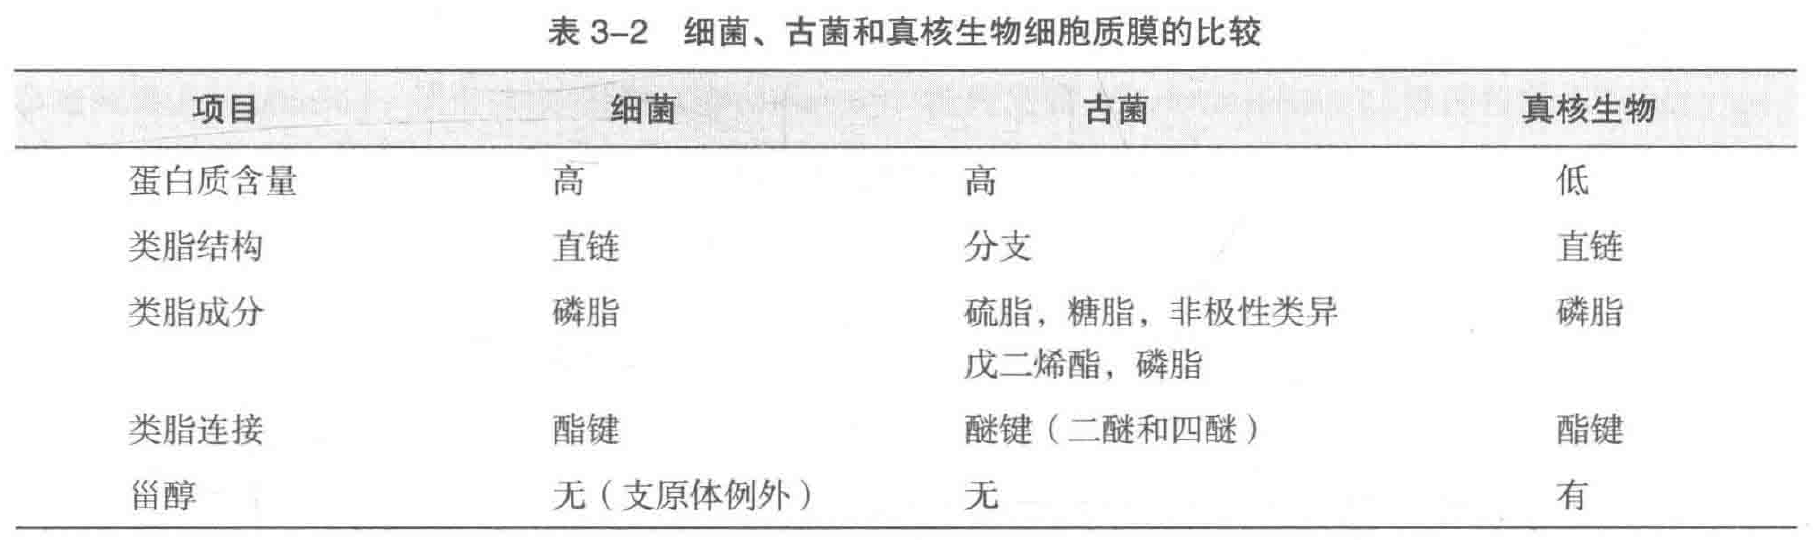 表 3-2 细菌、古菌和真核生物细胞质膜的比较
项目 细菌 古菌 真核生物
蛋白质含量 高 高 低
类脂结构 直链 分支 直链
类脂成分 磷脂 硫脂，糖脂，非极性类异 磷脂
戊二烯酯，磷脂
类脂连接 酯键 醚键（二醚和四醚） 酯键
甾醇 无（支原体例外） 无 有